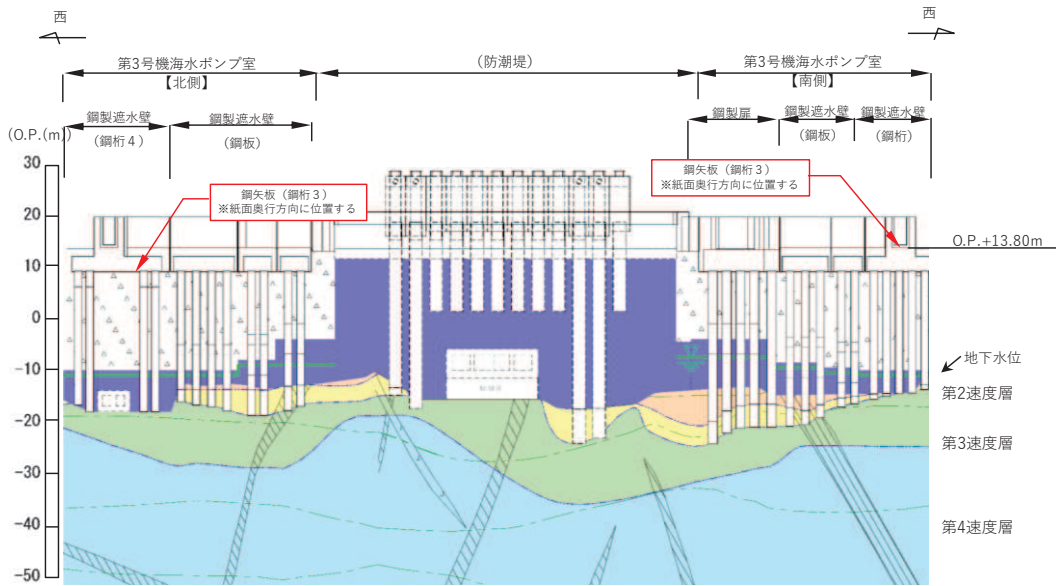 西
西
第3号機海水ポンプ室
【北側】
(防潮堤)
第3号機海水ポンプ室
【南側】
鋼製遮水壁
(鋼桁4)
鋼製遮水壁
(鋼板)
鋼製扉
鋼製遮水壁
(鋼板)
鋼製遮水壁
(鋼桁)
(O.P.(m))
鋼矢板(鋼桁3)
※紙面奥行方向に位置する
鋼矢板(鋼桁3)
※紙面奥行方向に位置する
O.P.+13.80m
30
20
10
0
-10
-20
-30
-40
-50
地下水位
第2速度層
第3速度層
第4速度層